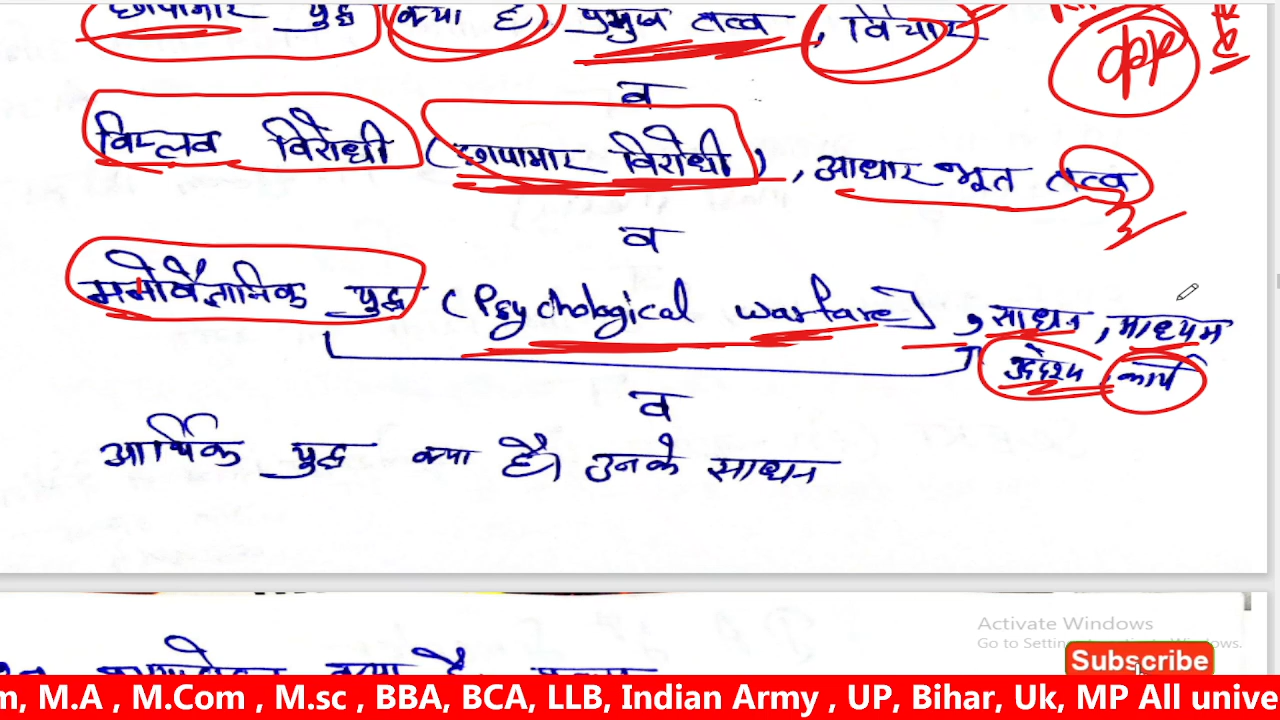 छापामार युद्ध क्या है, प्रमुख तत्व, विचार
opp
व
विप्लव विरोधी (छापामार विरोधी), आधारभूत तत्व
व
मनोवैज्ञानिक युद्ध (Psychological warfare], साधन, माध्यम
उद्देश्य, कार्य
व
आर्थिक युद्ध क्या है, उनके साधन
Activate Windows
Subscribe
m, M.A , M.Com , M.sc , BBA, BCA, LLB, Indian Army , UP, Bihar, Uk, MP All unive